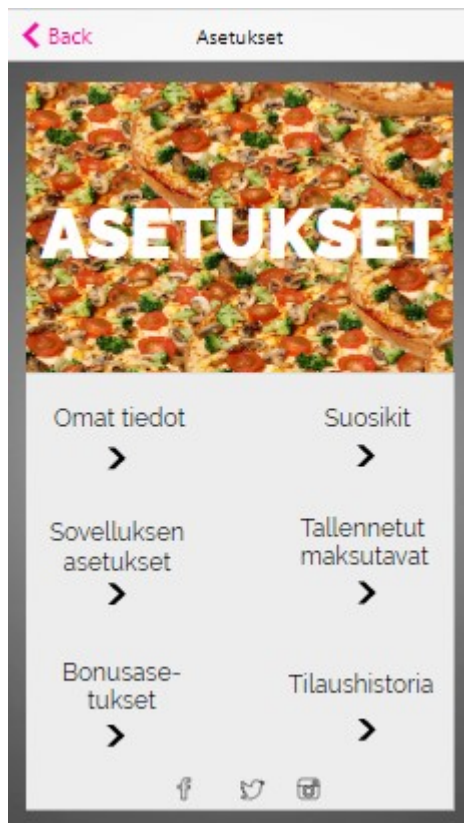 Back
Asetukset
ASETUKSET
Omat tiedot
Suosikit
Sovelluksen
asetukset
Tallennetut
maksutavat
Bonusase-
tukset
Tilaushistoria